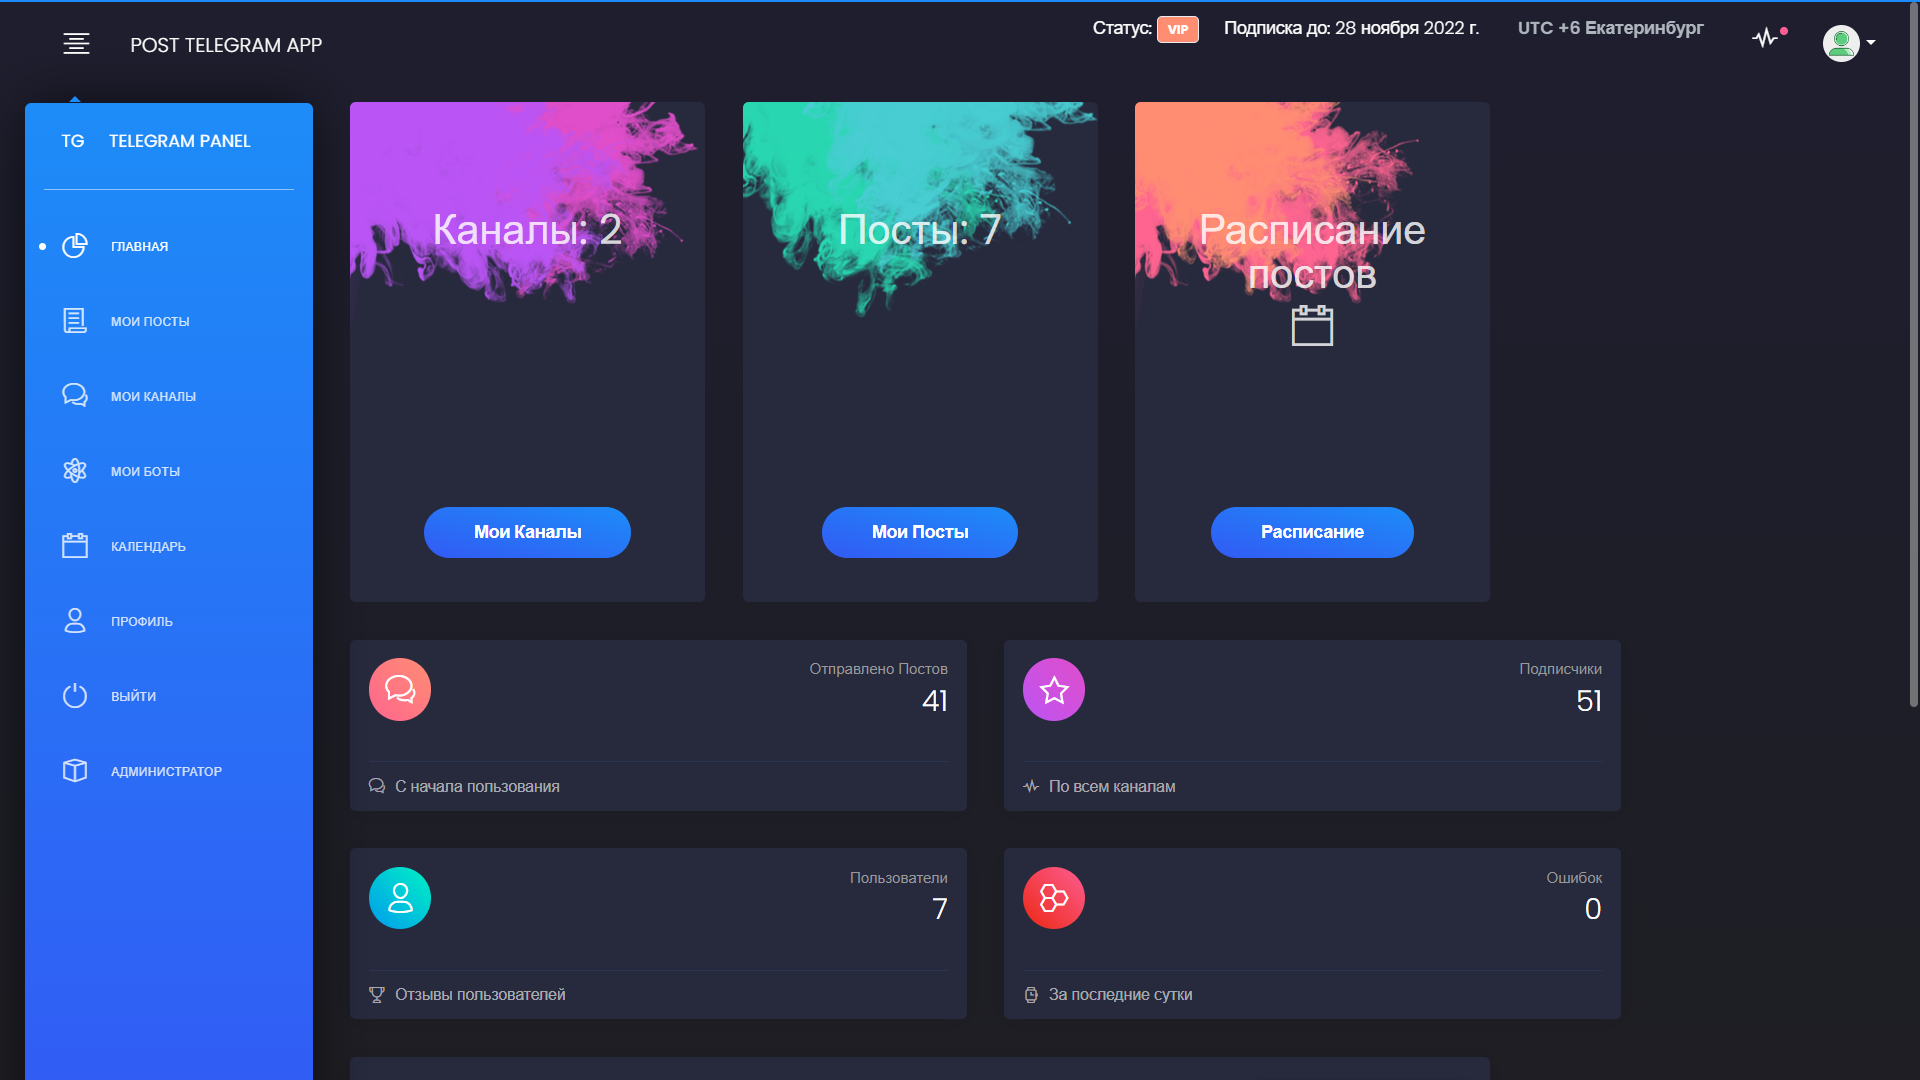 POST TELEGRAM APP
Статус: VIP
Подписка до: 28 ноября 2022 г.
UTC +6 Екатеринбург
TG TELEGRAM PANEL
ГЛАВНАЯ
МОИ ПОСТЫ
МОИ КАНАЛЫ
МОИ БОТЫ
КАЛЕНДАРЬ
ПРОФИЛЬ
ВЫЙТИ
АДМИНИСТРАТОР
Каналы: 2
Мои Каналы
Посты: 7
Мои Посты
Расписание
постов
Расписание
Отправлено Постов
41
С начала пользования
Подписчики
51
По всем каналам
Пользователи
7
Отзывы пользователей
Ошибок
0
За последние сутки